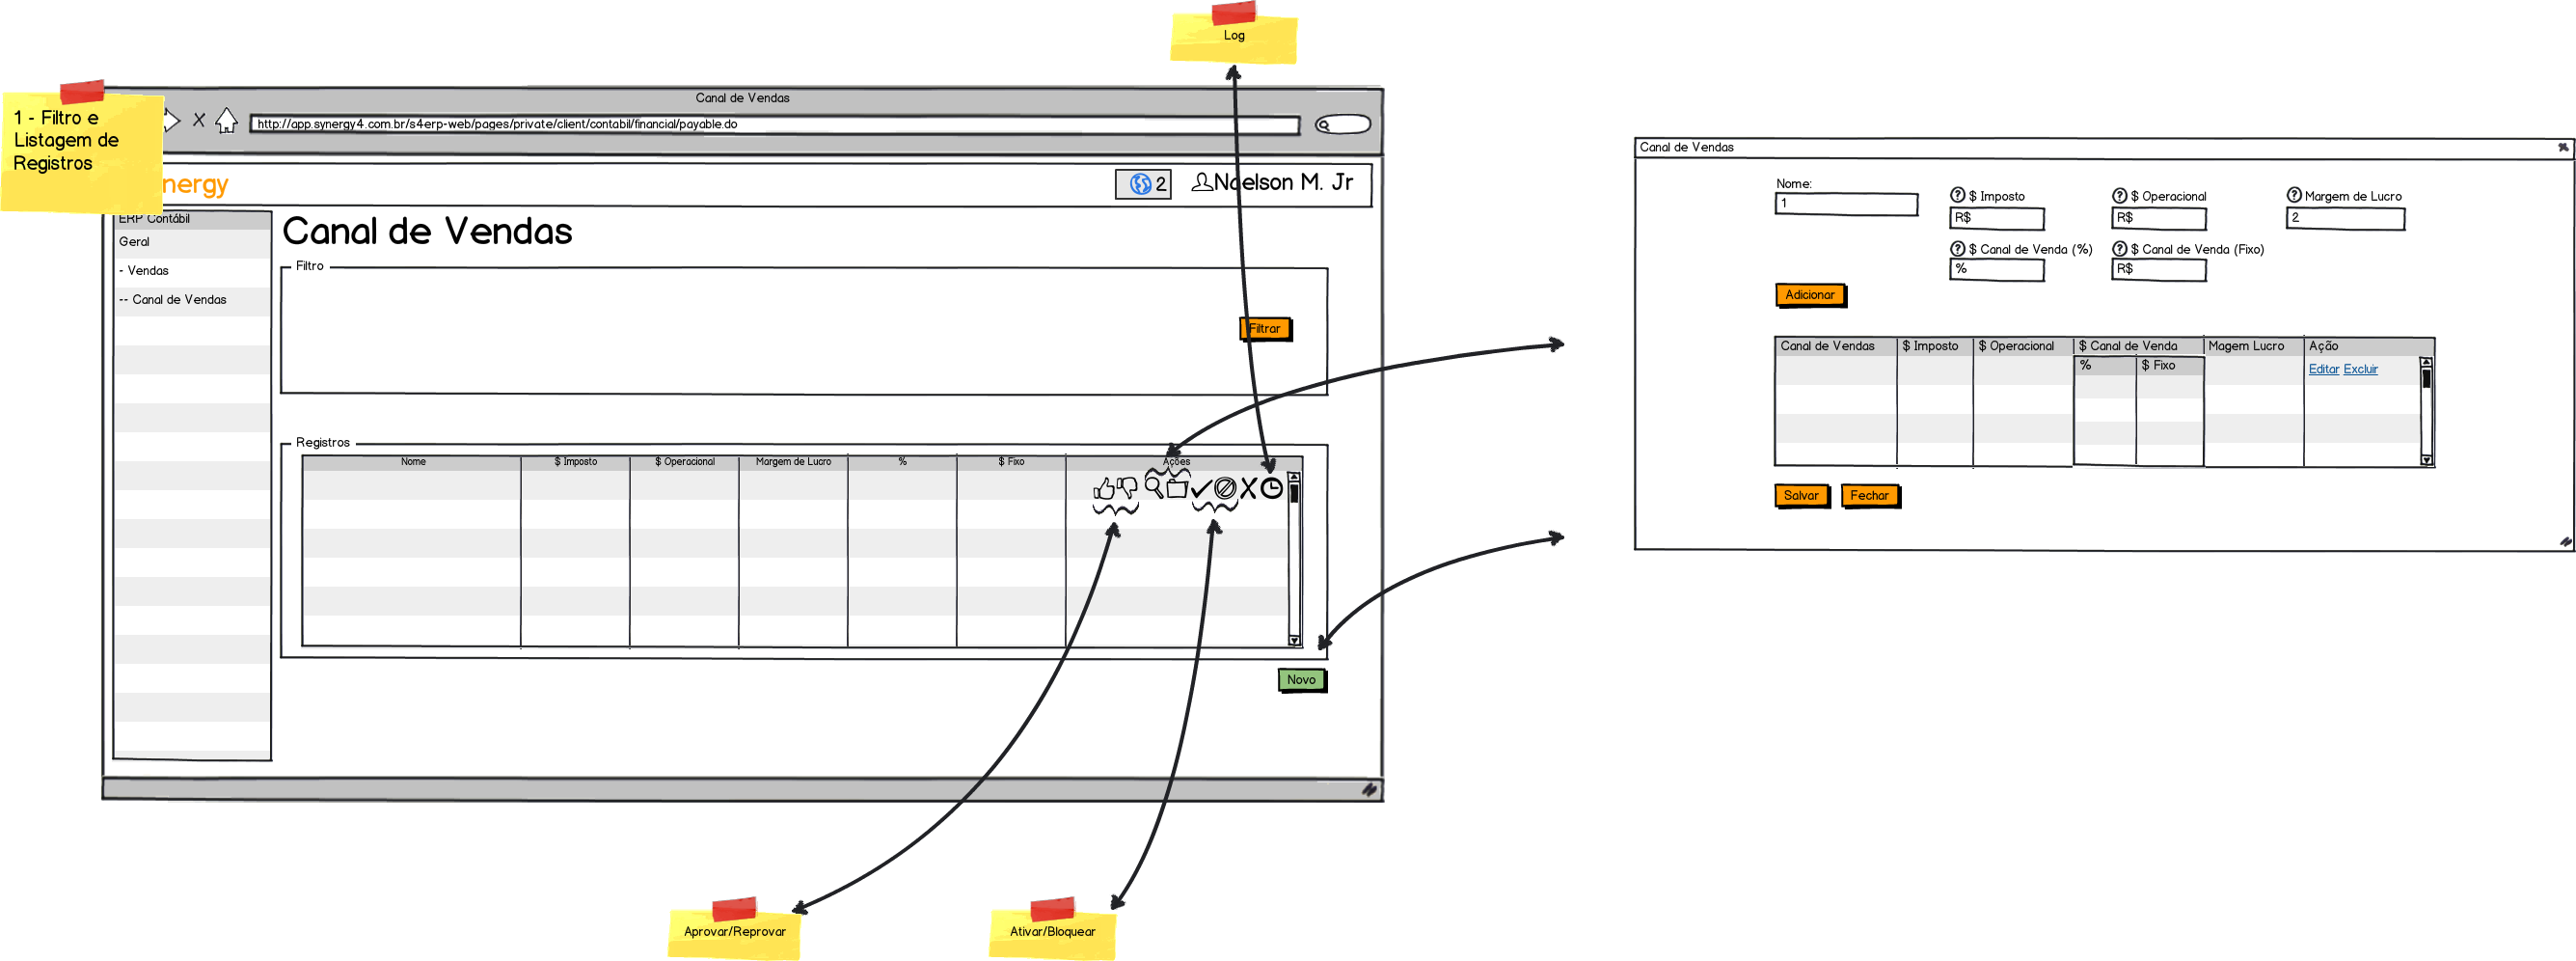 Log
1 - Filtro e
Listagem de
Registros
Canal de Vendas
http://app.synergy4.com.br/s4erp-web/pages/private/client/contabil/financial/payable.do
nergy
2
Naelson M. Jr
ERP Contábil
Geral
- Vendas
-- Canal de Vendas
Canal de Vendas
Filtro
Filtrar
Registros
Nome $ Imposto $ Operacional Margem de Lucro % $ Fixo Ações
Novo
Aprovar/Reprovar
Ativar/Bloquear
Canal de Vendas
Nome:
1
$ Imposto
R$
$ Operacional
R$
Margem de Lucro
2
$ Canal de Venda (%)
%
$ Canal de Venda (Fixo)
R$
Adicionar
Canal de Vendas $ Imposto $ Operacional $ Canal de Venda Magem Lucro Ação
% $ Fixo
Editar Excluir
Salvar Fechar